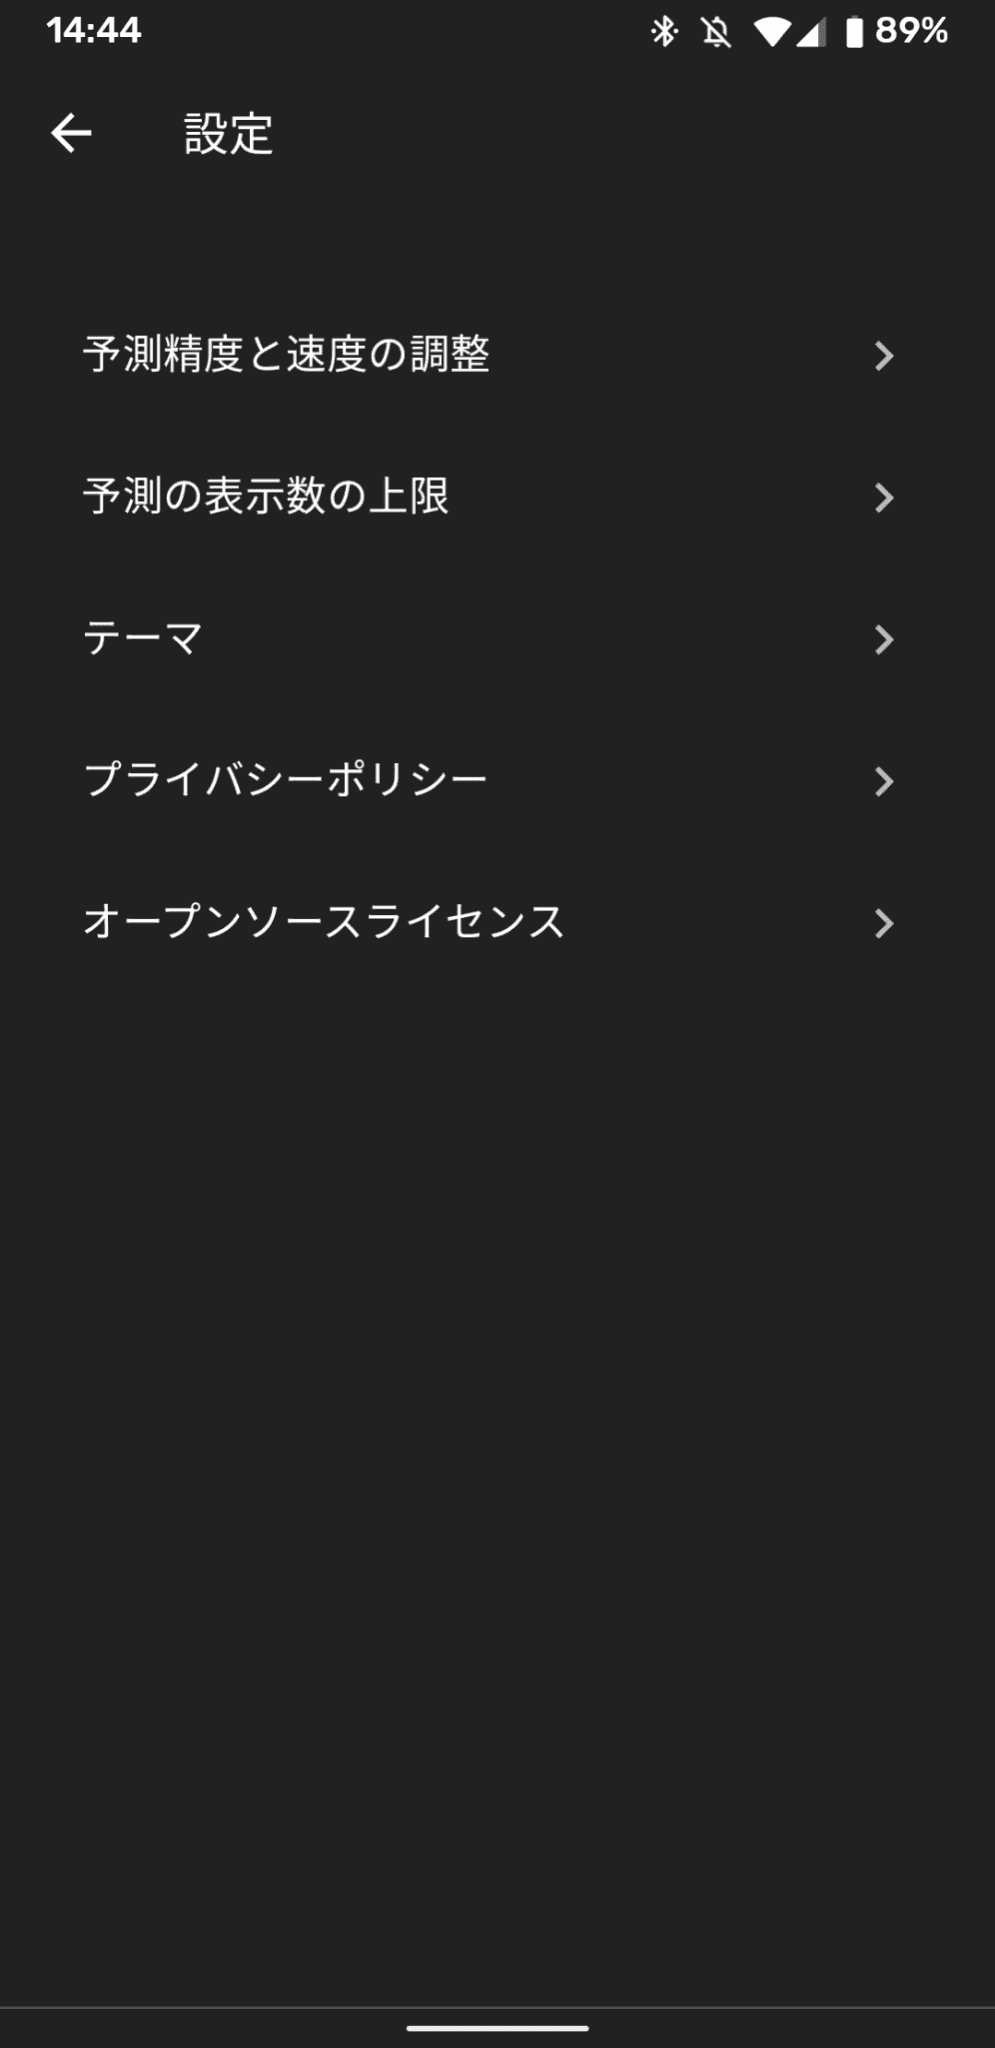 14:44 89%
設定
予測精度と速度の調整
予測の表示数の上限
テーマ
プライバシーポリシー
オープンソースライセンス